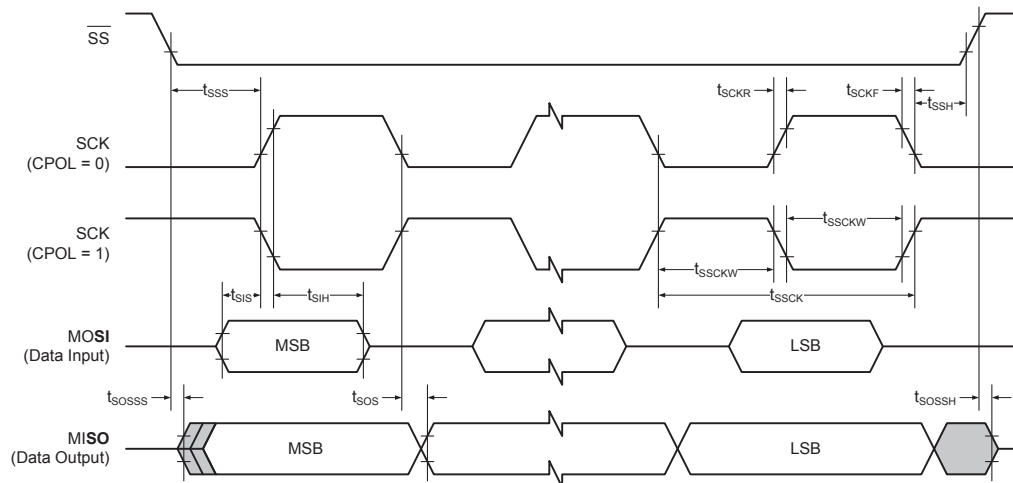 SS
tSSS
tSCKR
tSCKF
tSSH
SCK
(CPOL = 0)
SCK
(CPOL = 1)
tSSCKW
tSSCKW
tSIS
tSIH
tSSCK
MOSI
(Data Input)
MSB
LSB
tSOSSS
tSOS
tSOSSH
MISO
(Data Output)
MSB
LSB